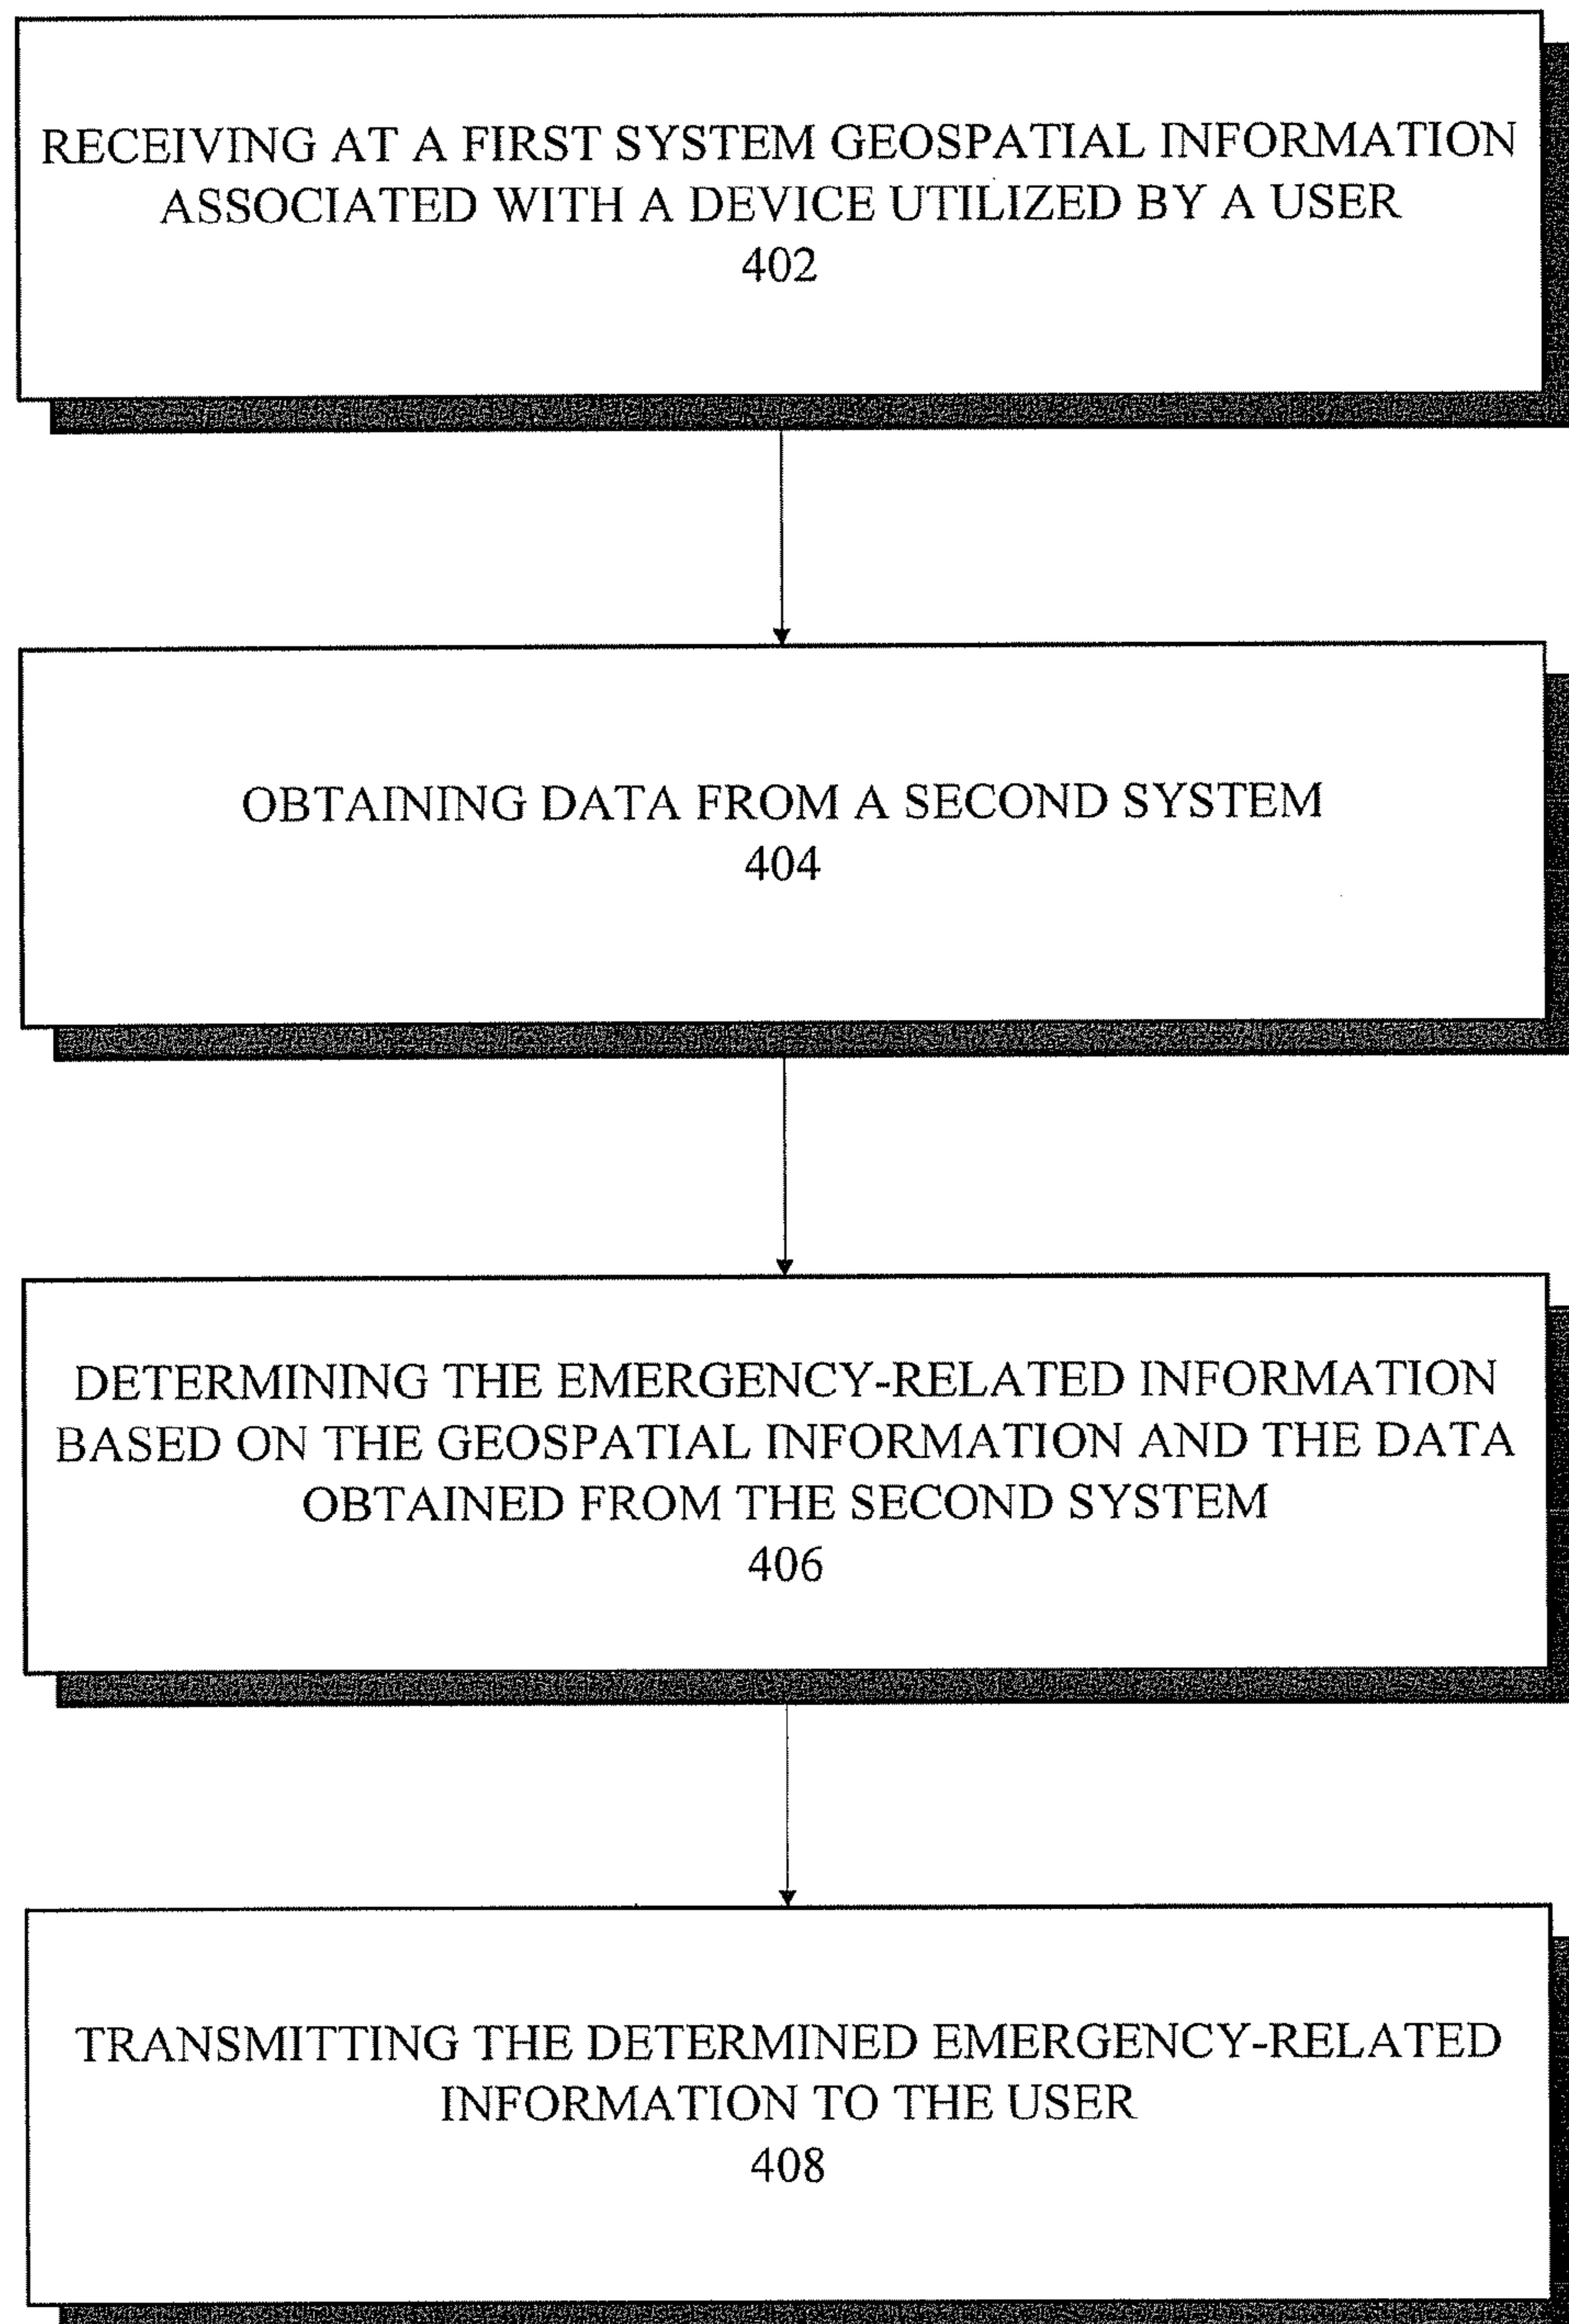 RECEIVING AT A FIRST SYSTEM GEOSPATIAL INFORMATION
ASSOCIATED WITH A DEVICE UTILIZED BY A USER
402
OBTAINING DATA FROM A SECOND SYSTEM
404
DETERMINING THE EMERGENCY-RELATED INFORMATION
BASED ON THE GEOSPATIAL INFORMATION AND THE DATA
OBTAINED FROM THE SECOND SYSTEM
406
TRANSMITTING THE DETERMINED EMERGENCY-RELATED
INFORMATION TO THE USER
408